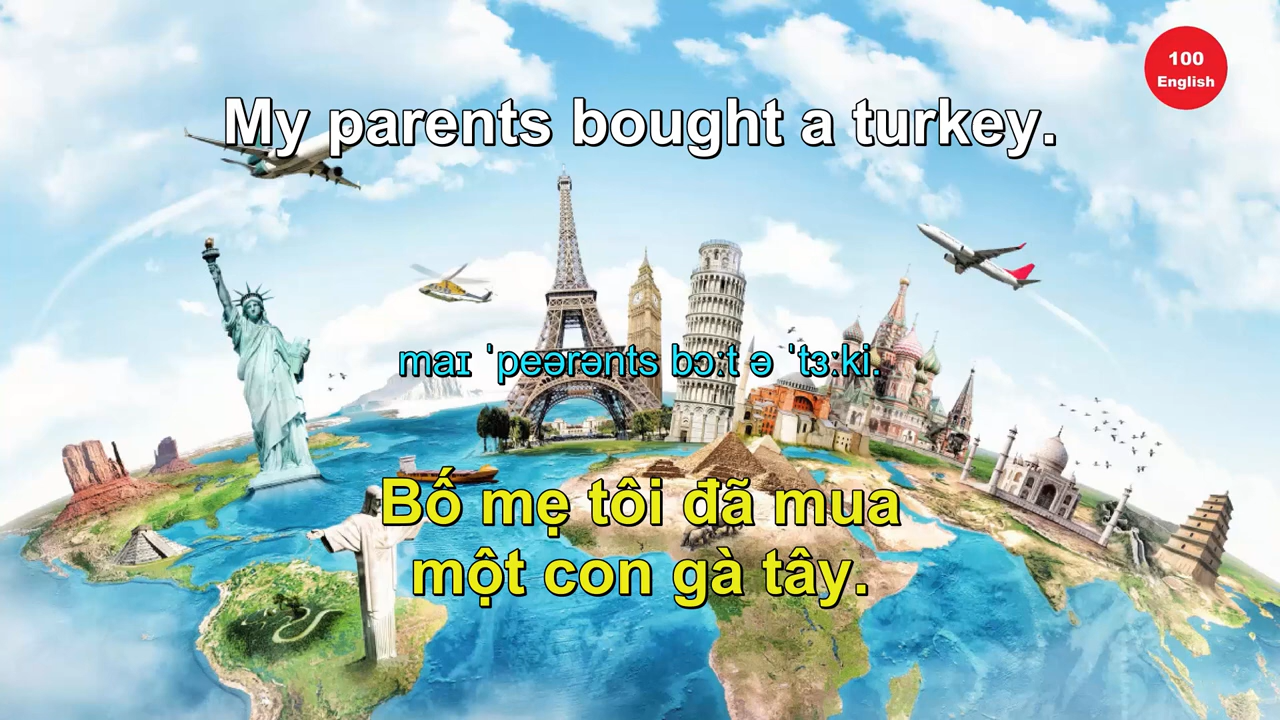 100
English
My parents bought a turkey.
maɪ ˈpeərənts bɔːt ə ˈtɜːki.
Bố mẹ tôi đã mua
một con gà tây.